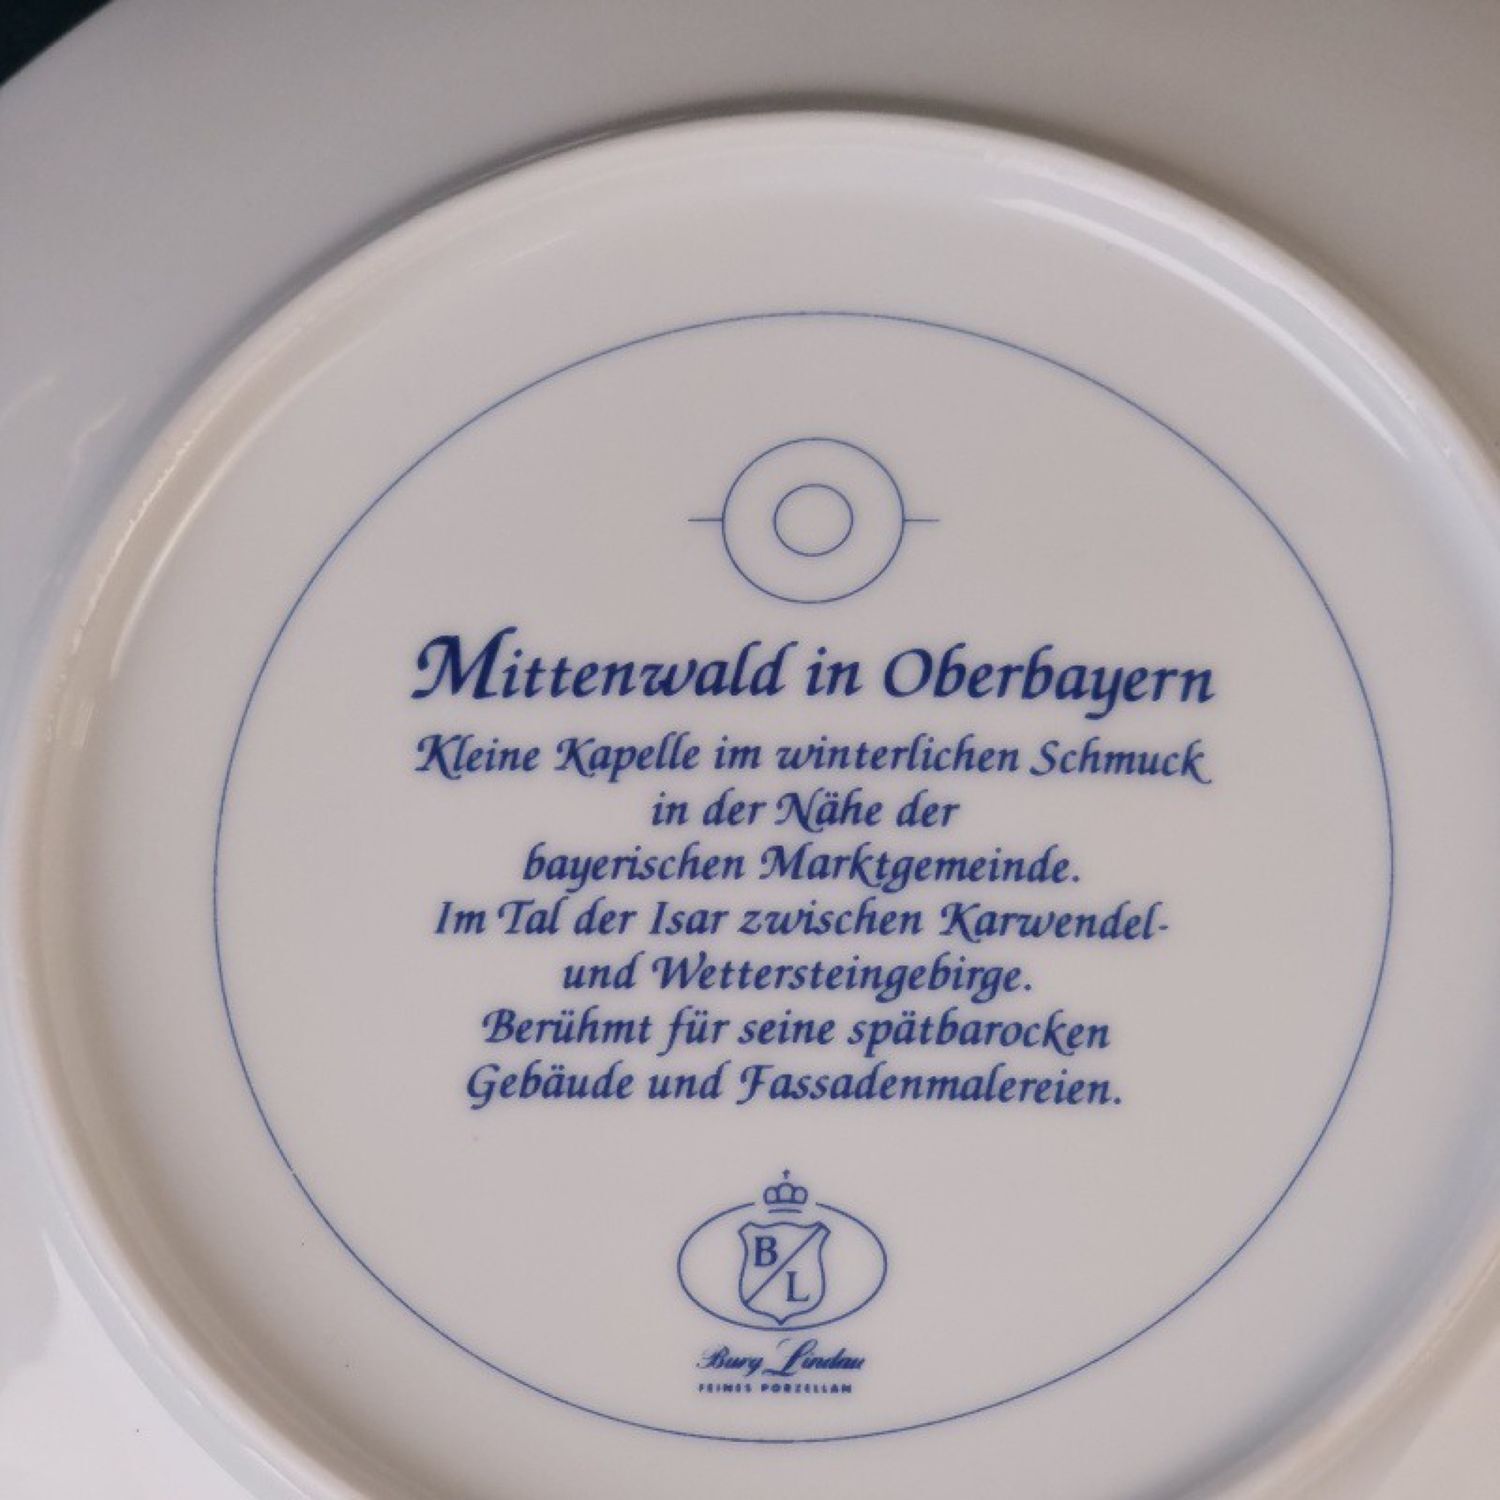 Mittenwald in Oberbayern
Kleine Kapelle im winterlichen Schmuck
in der Nähe der
bayerischen Marktgemeinde.
Im Tal der Isar zwischen Karwendel-
und Wettersteingebirge.
Berühmt für seine spätbarocken
Gebäude und Fassadenmalereien.
B
L
Burg Lindau
FEINES PORZELLAN